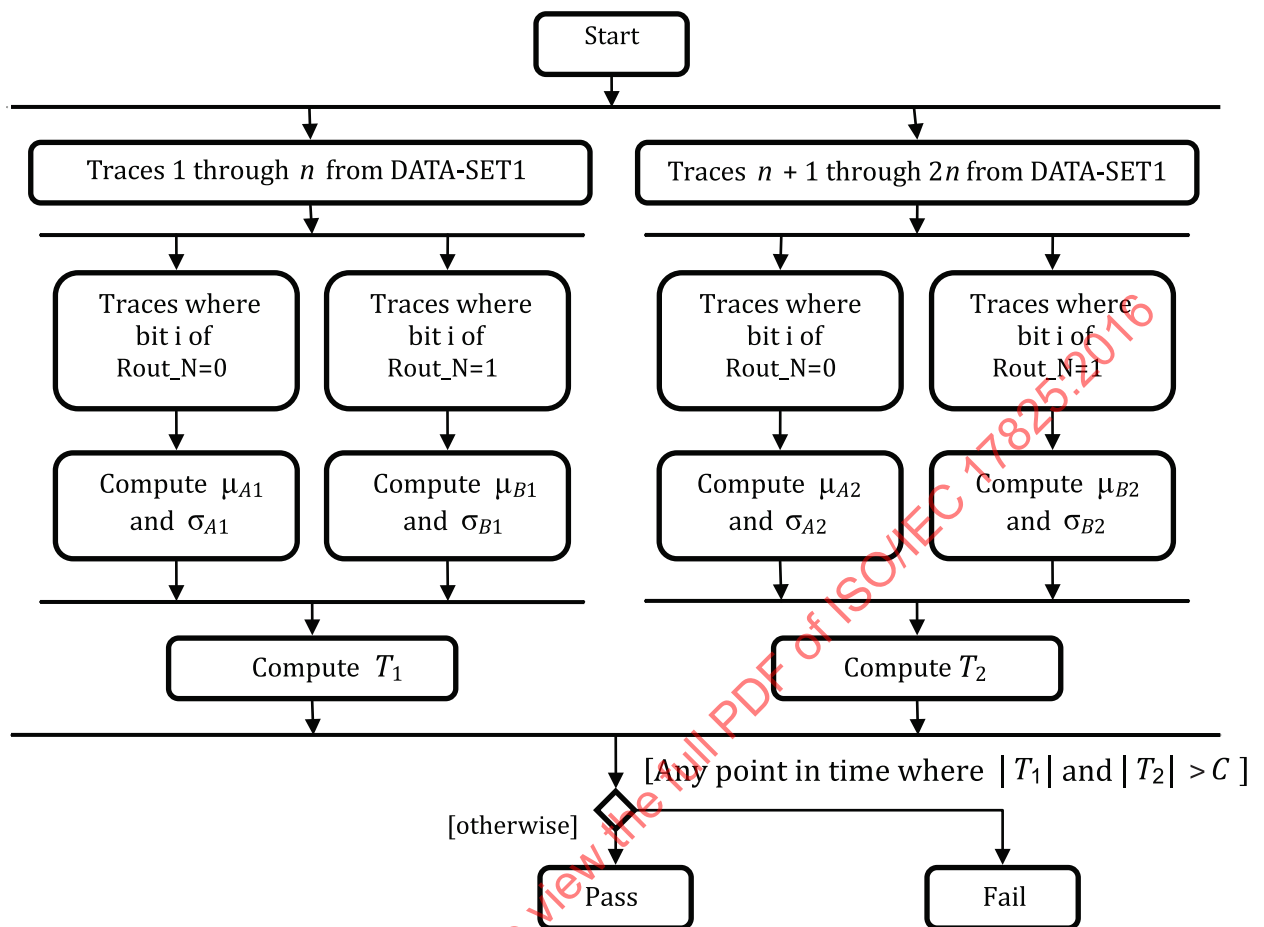 Start
Traces 1 through n from DATA-SET1
Traces n + 1 through 2n from DATA-SET1
Traces where
bit i of
Rout_N=0
Traces where
bit i of
Rout_N=1
Traces where
bit i of
Rout_N=0
Traces where
bit i of
Rout_N=1
Compute μA1
and σA1
Compute μB1
and σB1
Compute μA2
and σA2
Compute μB2
and σB2
Compute T1
Compute T2
[Any point in time where |T1| and |T2| > C ]
[otherwise]
Pass
Fail
view the full PDF of ISO/IEC 17825:2016